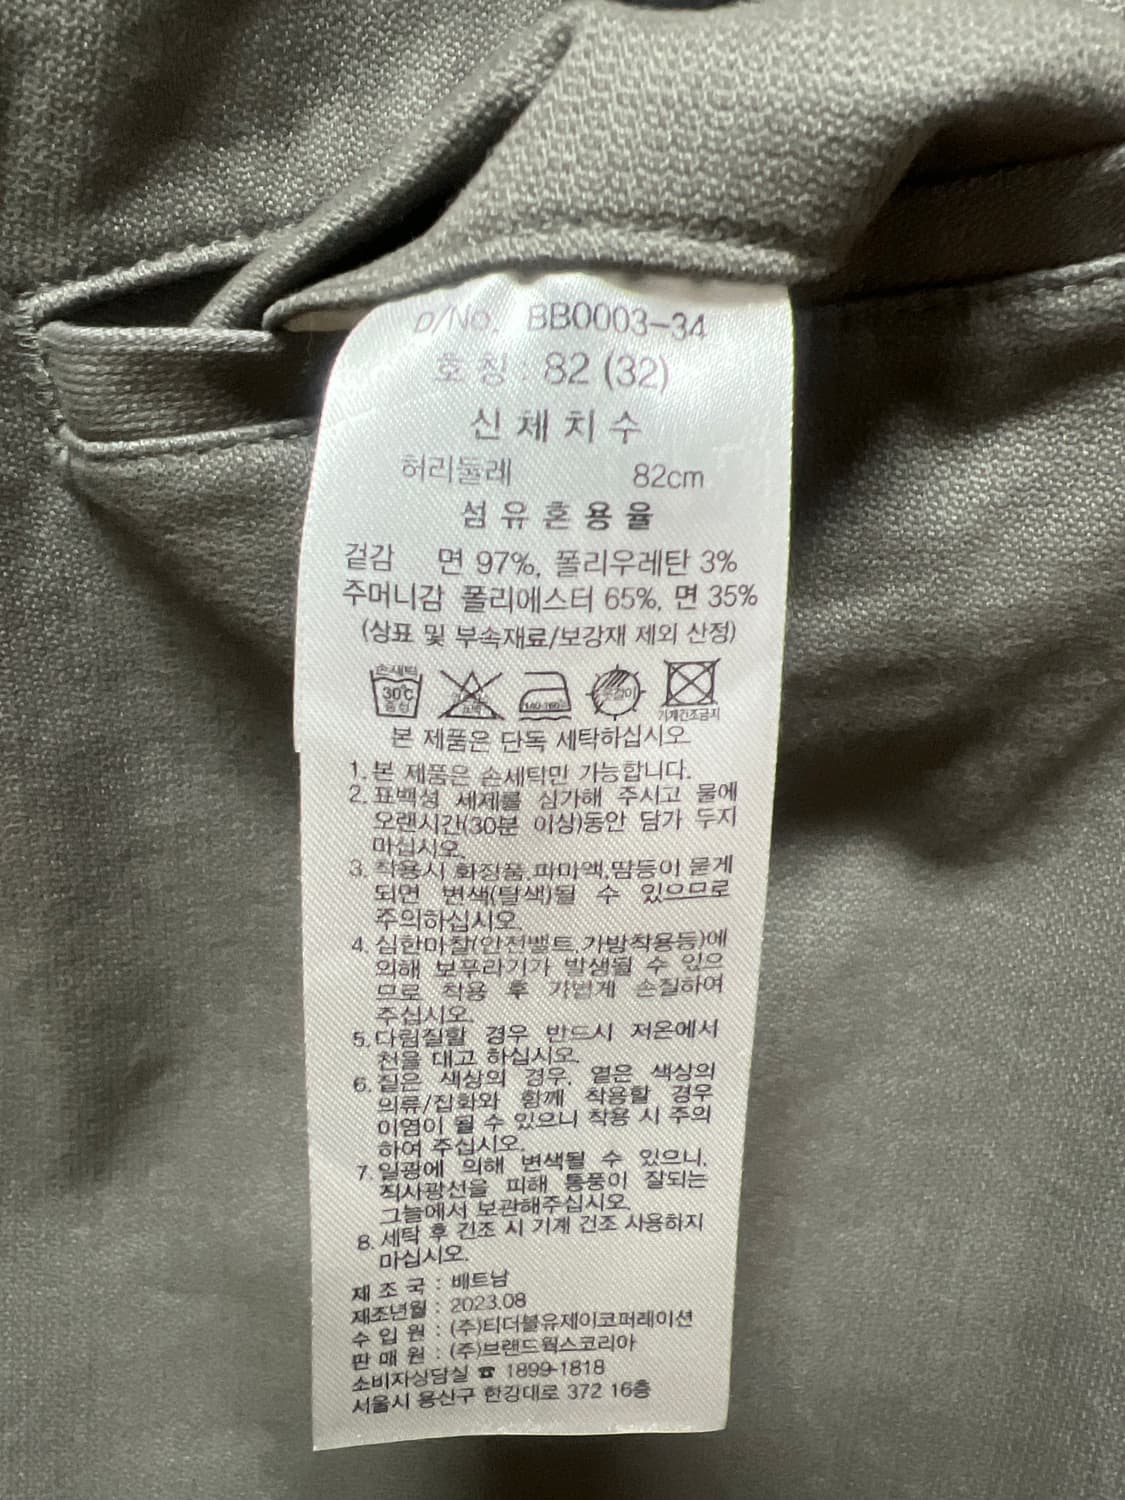 D/No. BB0003-34
호 칭 : 82 (32)
신 체 치 수
허리둘레 82cm
섬 유 혼 용 율
겉감 면 97%, 폴리우레탄 3%
주머니감 폴리에스터 65%, 면 35%
(상표 및 부속재료/보강재 제외 산정)
손세탁
30℃
중성
표백
140-160℃
옷걸이
기계건조금지
본 제품은 단독 세탁하십시오
1. 본 제품은 손세탁만 가능합니다.
2. 표백성 세제를 삼가해 주시고 물에
오랜시간(30분 이상)동안 담가 두지
마십시오.
3. 착용시 화장품,파마액,땀등이 묻게
되면 변색(탈색)될 수 있으므로
주의하십시오.
4. 심한마찰(안전밸트,가방착용등)에
의해 보푸라기가 발생될 수 있으
므로 착용 후 가볍게 손질하여
주십시오.
5. 다림질할 경우 반드시 저온에서
천을 대고 하십시오.
6. 짙은 색상의 경우, 옅은 색상의
의류/잡화와 함께 착용할 경우
이염이 될 수 있으니 착용 시 주의
하여 주십시오.
7. 일광에 의해 변색될 수 있으니,
직사광선을 피해 통풍이 잘되는
그늘에서 보관해주십시오.
8. 세탁 후 건조 시 기계 건조 사용하지
마십시오.
제 조 국 : 베트남
제조년월 : 2023.08
수 입 원 : (주)티더블유제이코퍼레이션
판 매 원 : (주)브랜드웍스코리아
소비자상담실 ☎ 1899-1818
서울시 용산구 한강대로 372 16층